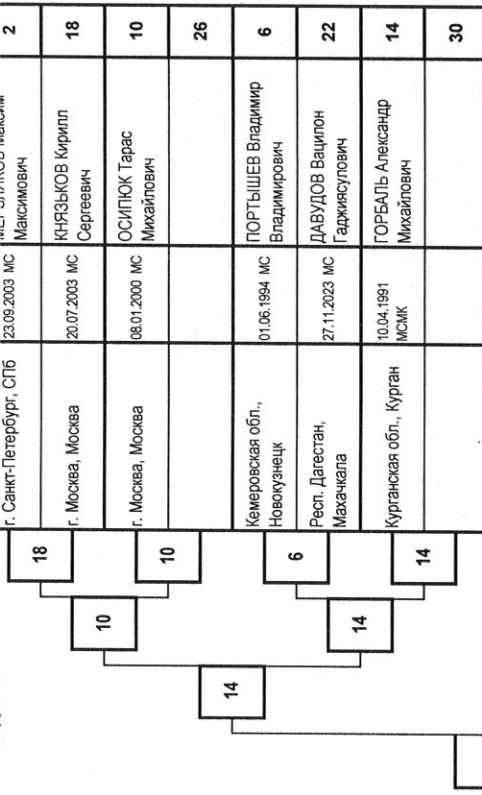 г. Санкт-Петербург, СПб 23.09.2003 МС Максим
Максимович 2
18
г. Москва, Москва 20.07.2003 МС КНЯЗЬКОВ Кирилл
Сергеевич 18
10
г. Москва, Москва 08.01.2000 МС ОСИПЮК Тарас
Михайлович 10
10
26
14
Кемеровская обл.,
Новокузнецк 01.06.1994 МС ПОРТЫШЕВ Владимир
Владимирович 6
6
Респ. Дагестан,
Махачкала 27.11.2023 МС ДАВУДОВ Вацилон
Гаджиясулович 22
14
Курганская обл., Курган 10.04.1991
МСМК ГОРБАЛЬ Александр
Михайлович 14
14
30